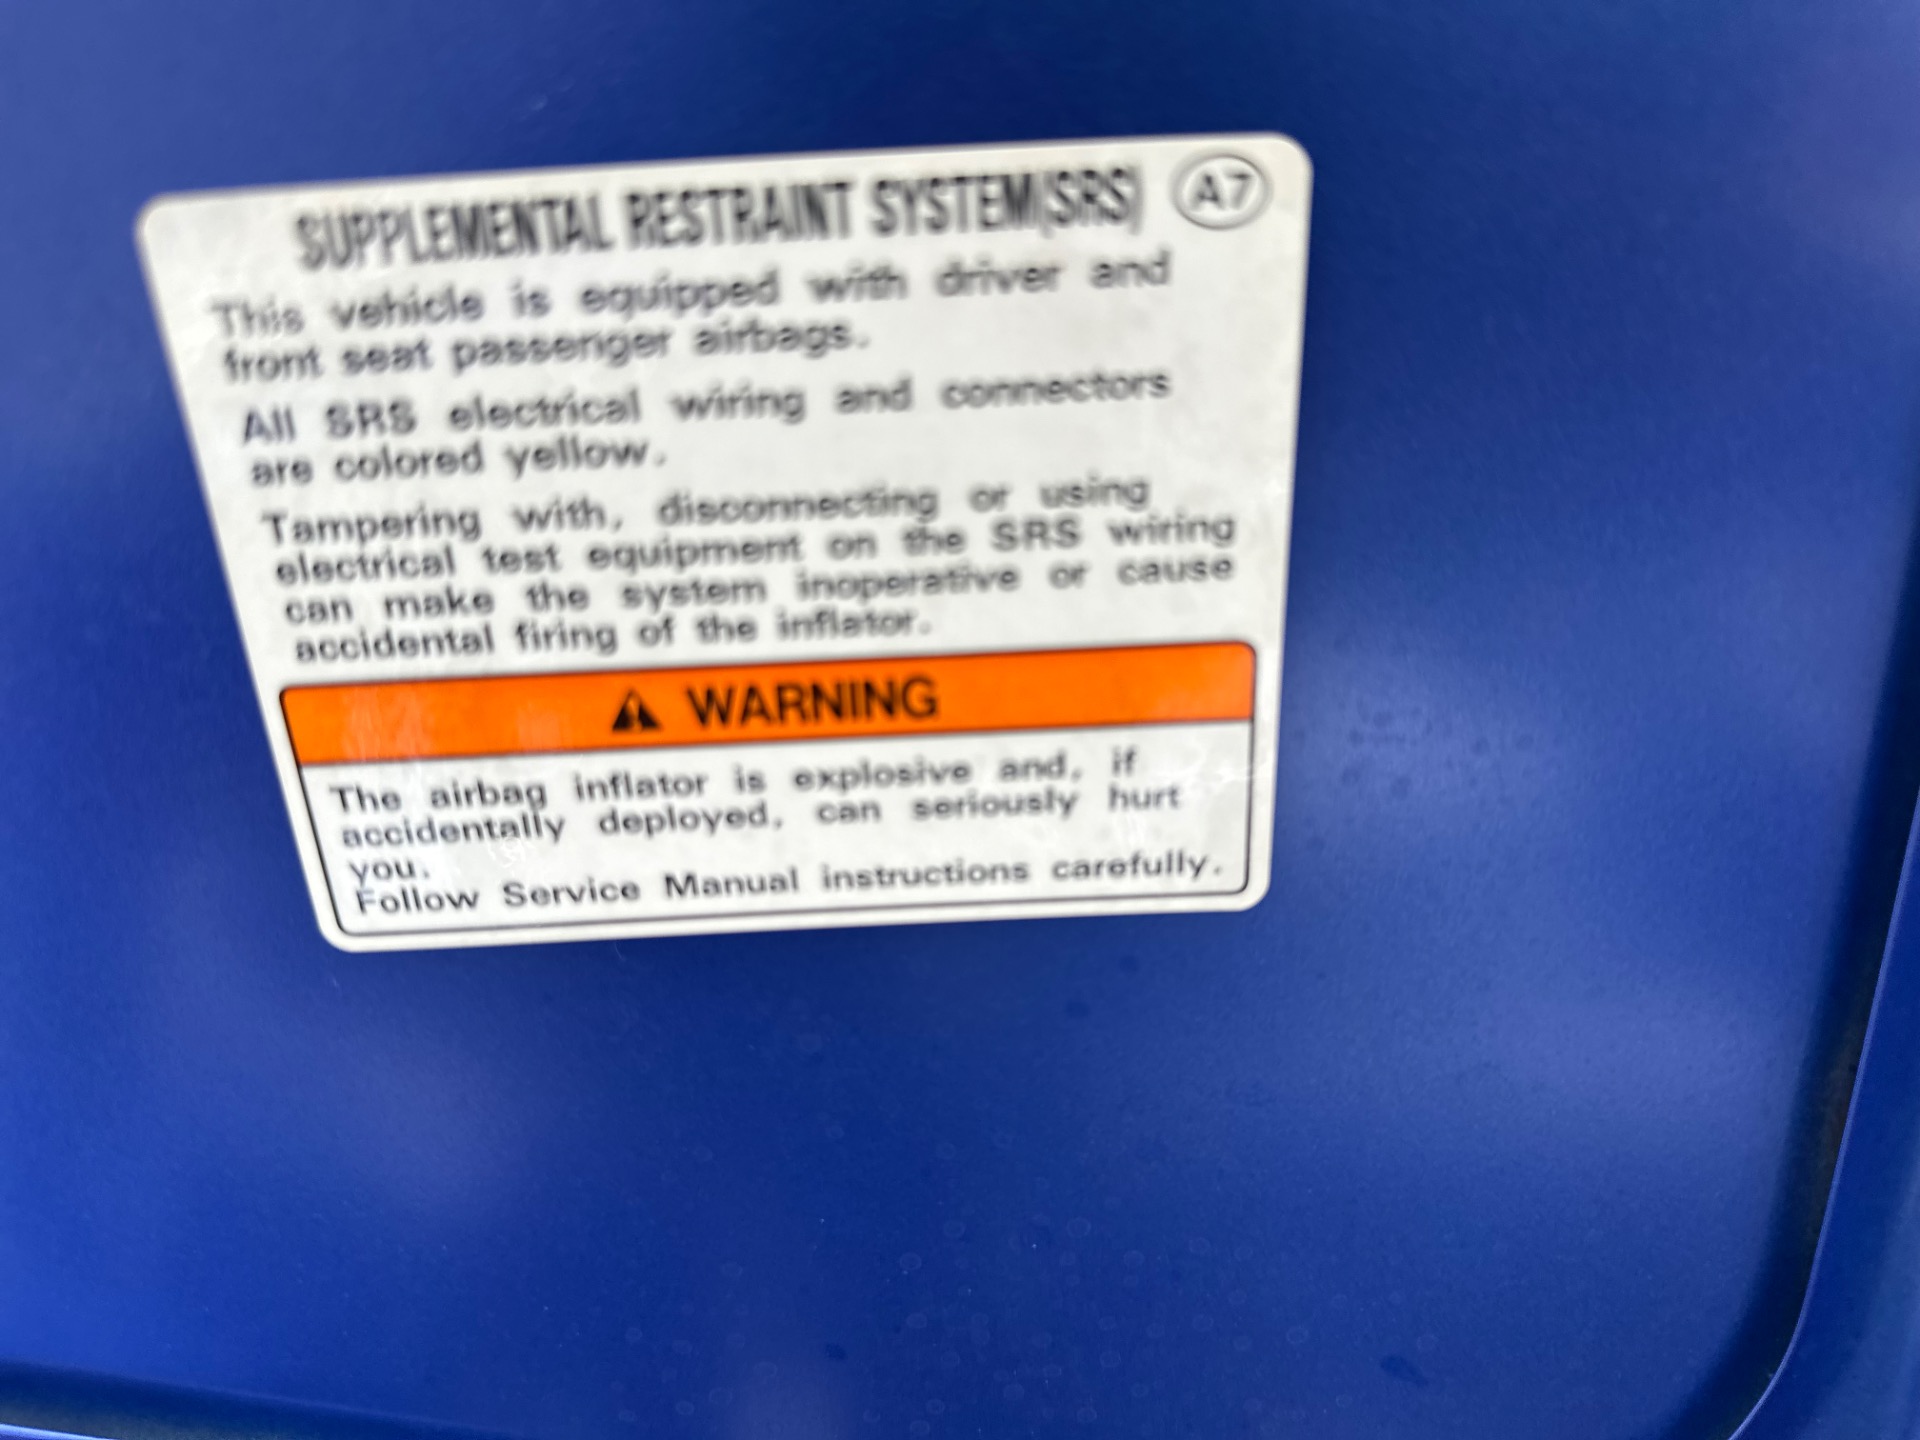 SUPPLEMENTAL RESTRAINT SYSTEM(SRS) A7
This vehicle is equipped with driver and
front seat passenger airbags.
All SRS electrical wiring and connectors
are colored yellow.
Tampering with, disconnecting or using
electrical test equipment on the SRS wiring
can make the system inoperative or cause
accidental firing of the inflator.
WARNING
The airbag inflator is explosive and, if
accidentally deployed, can seriously hurt
you.
Follow Service Manual instructions carefully.